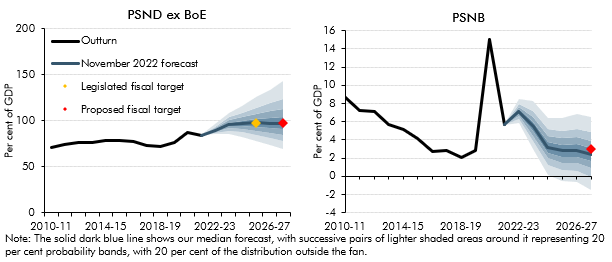 PSND ex BoE
200
150
100
50
0
Per cent of GDP
Outturn
November 2022 forecast
Legislated fiscal target
Proposed fiscal target
2010-11 2014-15 2018-19 2022-23 2026-27
PSNB
16
14
12
10
8
6
4
2
0
-2
-4
Per cent of GDP
2010-11 2014-15 2018-19 2022-23 2026-27
Note: The solid dark blue line shows our median forecast, with successive pairs of lighter shaded areas around it representing 20
per cent probability bands, with 20 per cent of the distribution outside the fan.